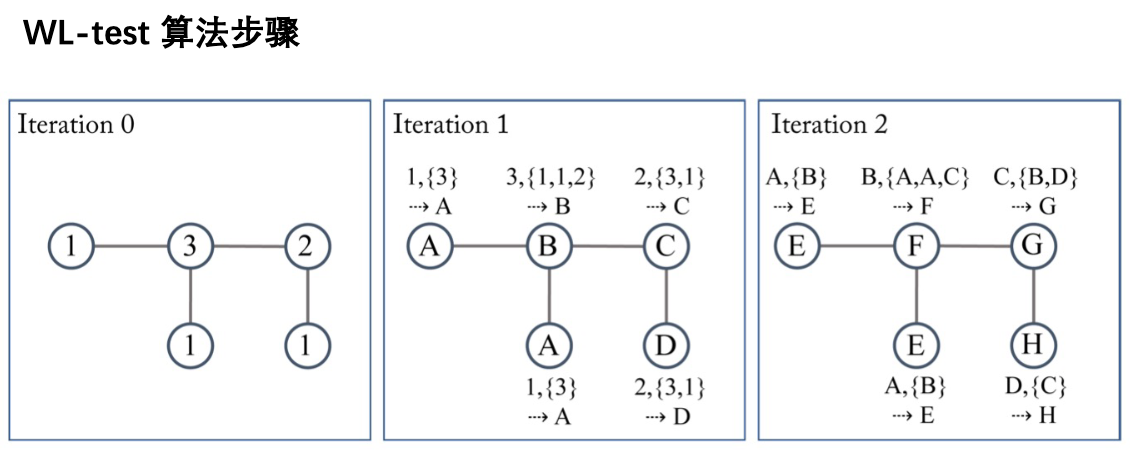 WL-test 算法步骤
Iteration 0
1
3
2
1
1
Iteration 1
1,{3}
⇢ A
3,{1,1,2}
⇢ B
2,{3,1}
⇢ C
A
B
C
A
D
1,{3}
⇢ A
2,{3,1}
⇢ D
Iteration 2
A,{B}
⇢ E
B,{A,A,C}
⇢ F
C,{B,D}
⇢ G
E
F
G
E
H
A,{B}
⇢ E
D,{C}
⇢ H